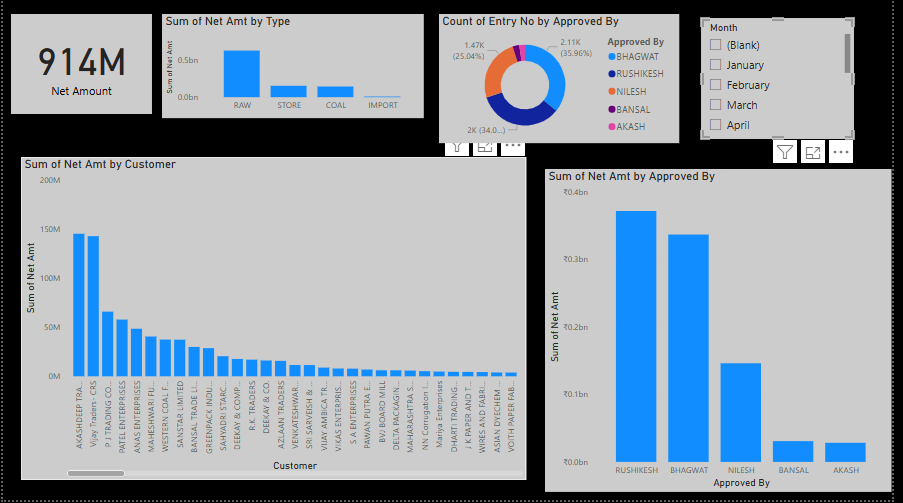 914M
Net Amount
Sum of Net Amt by Type
Sum of Net Amt
0.5bn
0.0bn
RAW STORE COAL IMPORT
Count of Entry No by Approved By
1.47K
(25.04%)
2.11K
(35.96%)
2K (34.0...)
Approved By
BHAGWAT
RUSHIKESH
NILESH
BANSAL
AKASH
Month
(Blank)
January
February
March
April
Sum of Net Amt by Customer
Sum of Net Amt
200M
150M
100M
50M
0M
AKASHDEEP TRA...
Vijay Traders - CRS
P J TRADING CO...
PATEL ENTERPRISES
ANAS ENTERPRISES
MAHESHWARI FU...
WESTERN COAL F...
SANSTAR LIMITED
BANSAL TRADE LI...
GREENPACK INDU...
SAHYADRI STARC...
DEEKAY & COMP...
R.K. TRADERS
DEEKAY & CO.
AZLAAN TRADERS
VENKATESHWAR...
SRI SARVESH & ...
VIJAY AMBICA TR...
VIKAS ENTERPRIS...
S.A ENTERPRISES
PAWAN PUTRA E...
BVJ BOARD MILL
DELTA PACKAGIN...
MAHARASHTRA S...
NN Corrugation I...
Mariya Enterprises
DHARTI TRADING...
J K PAPER AND T...
WIRES AND FABRI...
ASIAN DYECHEM ...
VOITH PAPER FAB...
Customer
Sum of Net Amt by Approved By
Sum of Net Amt
₹0.4bn
₹0.3bn
₹0.2bn
₹0.1bn
₹0.0bn
RUSHIKESH BHAGWAT NILESH BANSAL AKASH
Approved By